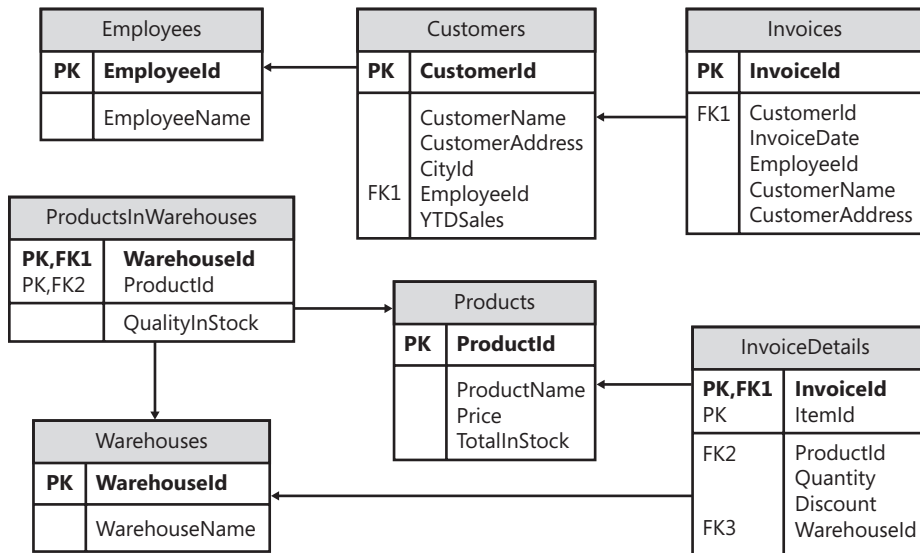 Employees
PK EmployeeId
EmployeeName
Customers
PK CustomerId
CustomerName
CustomerAddress
CityId
FK1 EmployeeId
YTDSales
Invoices
PK InvoiceId
FK1 CustomerId
InvoiceDate
EmployeeId
CustomerName
CustomerAddress
ProductsInWarehouses
PK,FK1 WarehouseId
PK,FK2 ProductId
QualityInStock
Products
PK ProductId
ProductName
Price
TotalInStock
InvoiceDetails
PK,FK1 InvoiceId
PK ItemId
FK2 ProductId
Quantity
Discount
FK3 WarehouseId
Warehouses
PK WarehouseId
WarehouseName